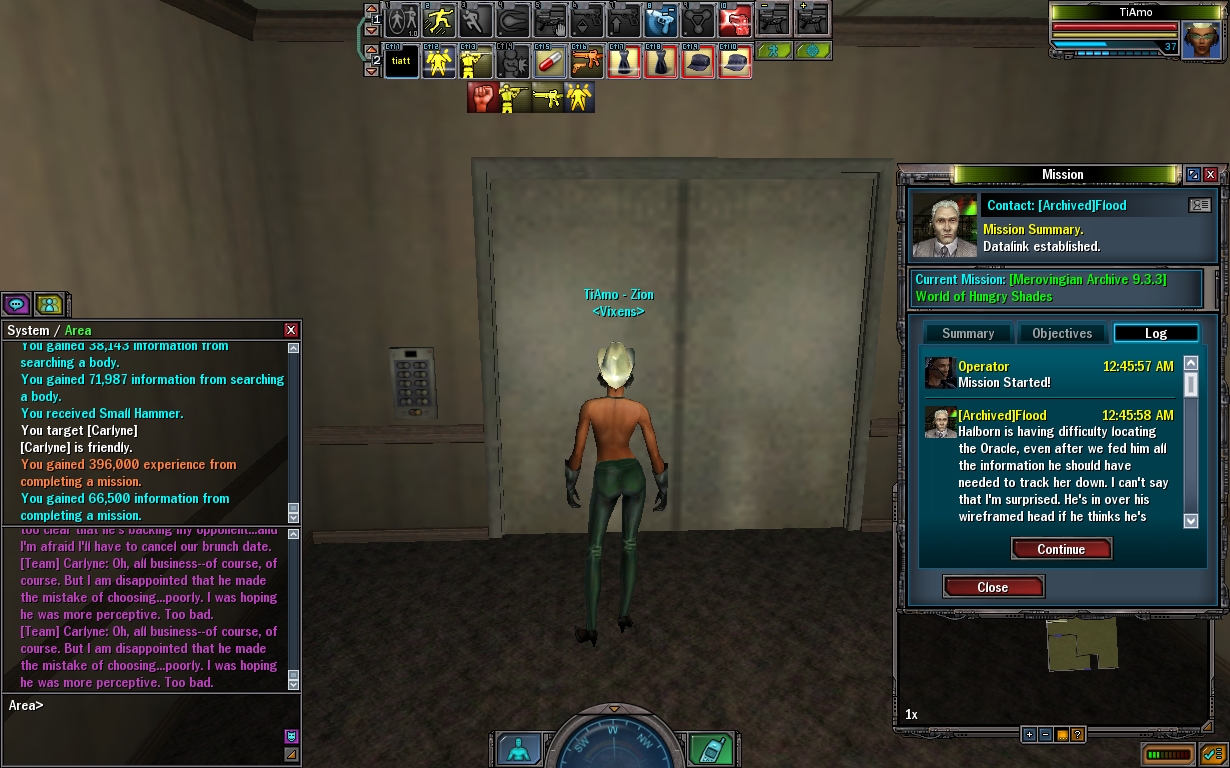 1
2
tiatt
TiAmo
37
Mission
Contact: [Archived]Flood
Mission Summary.
Datalink established.
Current Mission: [Merovingian Archive 9.3.3]
World of Hungry Shades
Summary
Objectives
Log
Operator 12:45:57 AM
Mission Started!
[Archived]Flood 12:45:58 AM
Halborn is having difficulty locating
the Oracle, even after we fed him all
the information he should have
needed to track her down. I can't say
that I'm surprised. He's in over his
wireframed head if he thinks he's
Continue
Close
1x
TiAmo - Zion
<Vixens>
System / Area
You gained 38,143 information from
searching a body.
You gained 71,987 information from searching
a body.
You received Small Hammer.
You target [Carlyne]
[Carlyne] is friendly.
You gained 396,000 experience from
completing a mission.
You gained 66,500 information from
completing a mission.
too clear that he's backing my opponent...and
I'm afraid I'll have to cancel our brunch date.
[Team] Carlyne: Oh, all business--of course, of
course. But I am disappointed that he made
the mistake of choosing...poorly. I was hoping
he was more perceptive. Too bad.
[Team] Carlyne: Oh, all business--of course, of
course. But I am disappointed that he made
the mistake of choosing...poorly. I was hoping
he was more perceptive. Too bad.
Area>
SW
W
NW